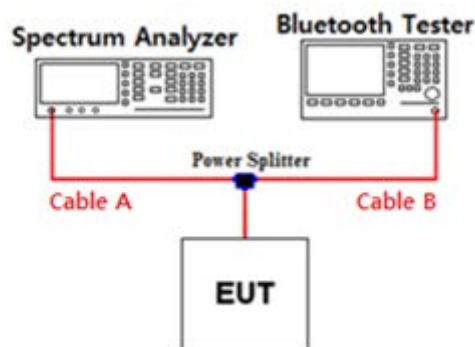 Bluetooth Tester
Spectrum Analyzer
Power Splitter
Cable A
Cable B
EUT